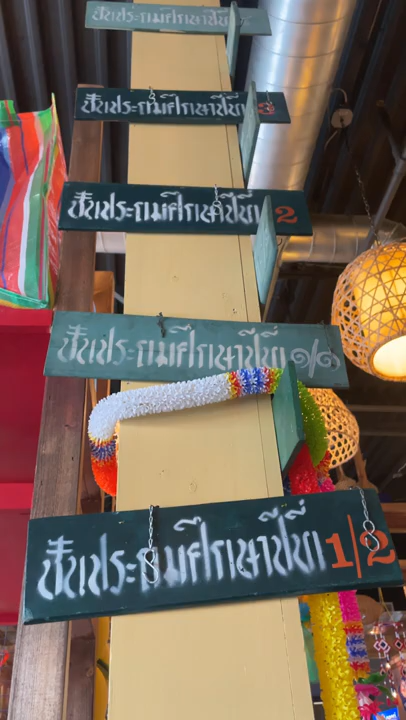 ชั้นประถมศึกษาปีที่
ชั้นประถมศึกษาปีที่ 3
ชั้นประถมศึกษาปีที่ 2
ชั้นประถมศึกษาปีที่ ๑/๑
ชั้นประถมศึกษาปีที่ 1/2